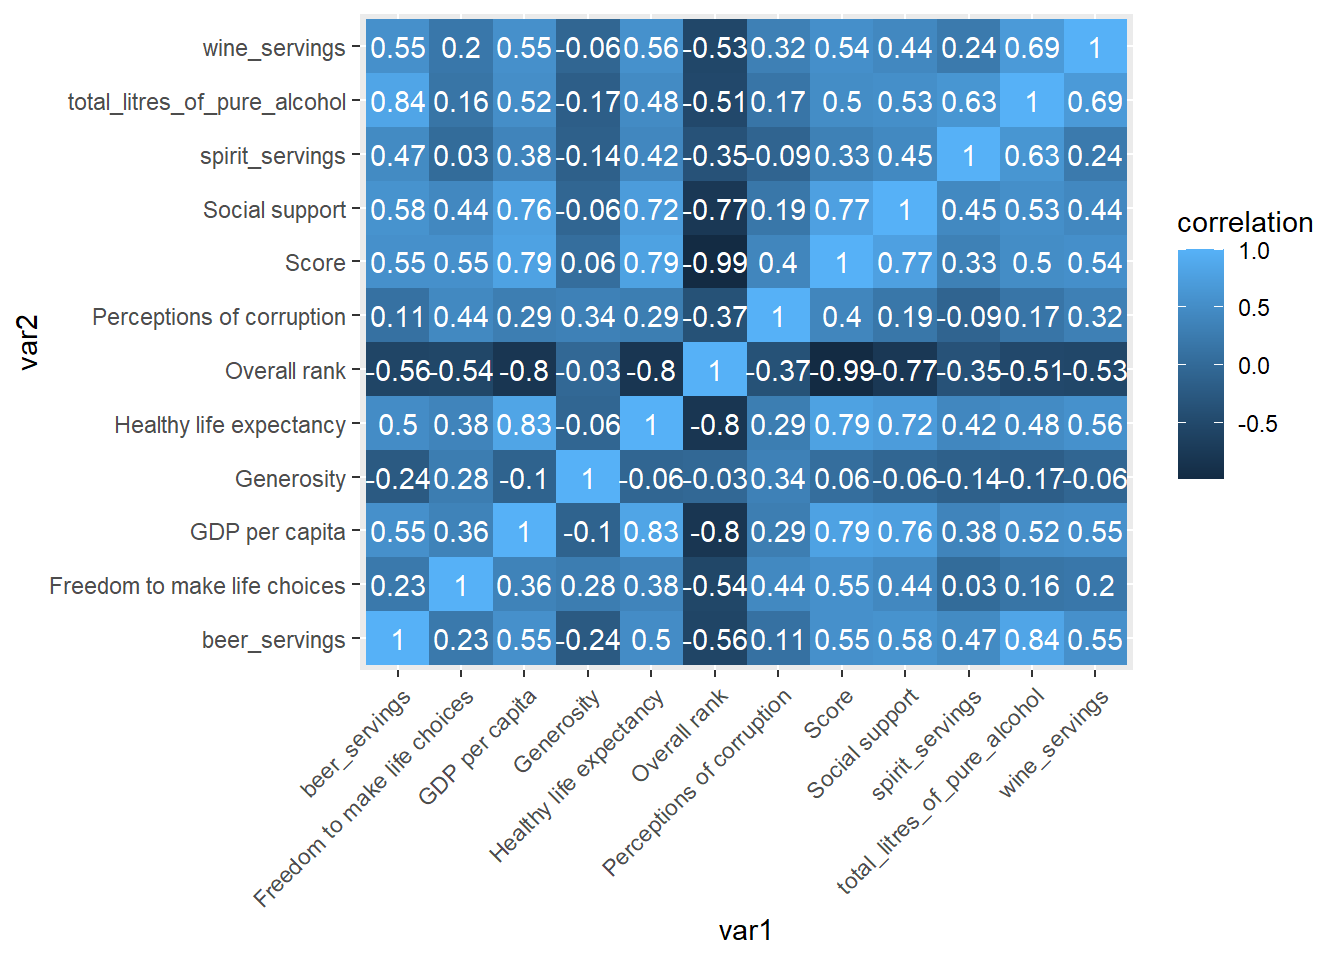 wine_servings 0.55 0.2 0.55 -0.06 0.56 -0.53 0.32 0.54 0.44 0.24 0.69 1
total_litres_of_pure_alcohol 0.84 0.16 0.52 -0.17 0.48 -0.51 0.17 0.5 0.53 0.63 1 0.69
spirit_servings 0.47 0.03 0.38 -0.14 0.42 -0.35 -0.09 0.33 0.45 1 0.63 0.24
Social support 0.58 0.44 0.76 -0.06 0.72 -0.77 0.19 0.77 1 0.45 0.53 0.44
Score 0.55 0.55 0.79 0.06 0.79 -0.99 0.4 1 0.77 0.33 0.5 0.54
Perceptions of corruption 0.11 0.44 0.29 0.34 0.29 -0.37 1 0.4 0.19 -0.09 0.17 0.32
Overall rank -0.56 -0.54 -0.8 -0.03 -0.8 1 -0.37 -0.99 -0.77 -0.35 -0.51 -0.53
Healthy life expectancy 0.5 0.38 0.83 -0.06 1 -0.8 0.29 0.79 0.72 0.42 0.48 0.56
Generosity -0.24 0.28 -0.1 1 -0.06 -0.03 0.34 0.06 -0.06 -0.14 -0.17 -0.06
GDP per capita 0.55 0.36 1 -0.1 0.83 -0.8 0.29 0.79 0.76 0.38 0.52 0.55
Freedom to make life choices 0.23 1 0.36 0.28 0.38 -0.54 0.44 0.55 0.44 0.03 0.16 0.2
beer_servings 1 0.23 0.55 -0.24 0.5 -0.56 0.11 0.55 0.58 0.47 0.84 0.55
var2
beer_servings
Freedom to make life choices
GDP per capita
Generosity
Healthy life expectancy
Overall rank
Perceptions of corruption
Score
Social support
spirit_servings
total_litres_of_pure_alcohol
wine_servings
var1
correlation
1.0
0.5
0.0
-0.5